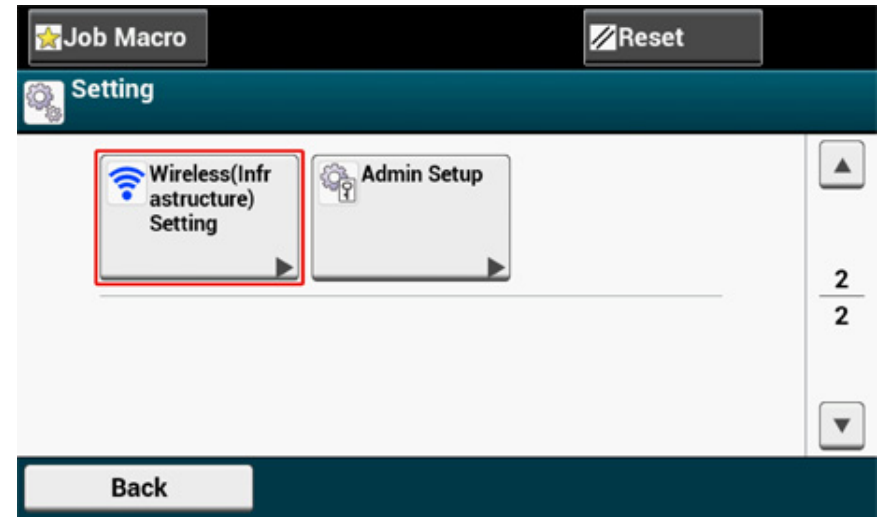 Job Macro
Reset
Setting
Wireless(Infr
astructure)
Setting
Admin Setup
2
2
Back